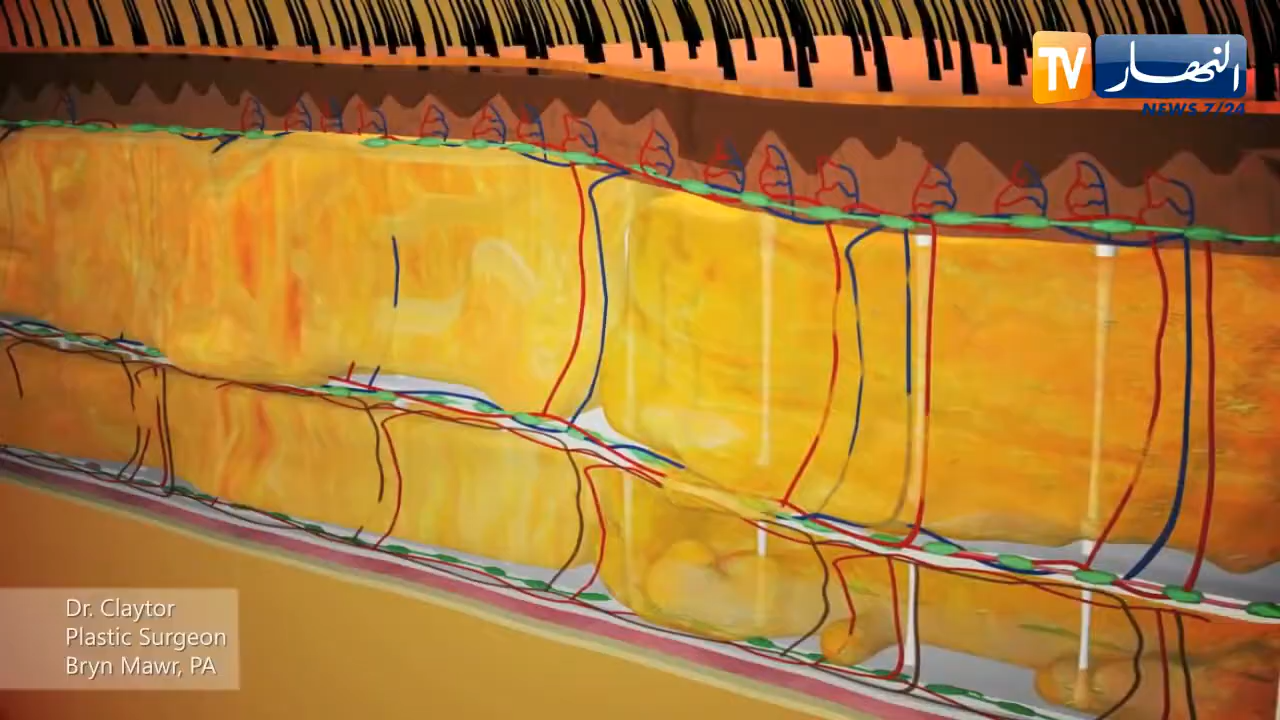 TV النهار
NEWS 7/24
Dr. Claytor
Plastic Surgeon
Bryn Mawr, PA